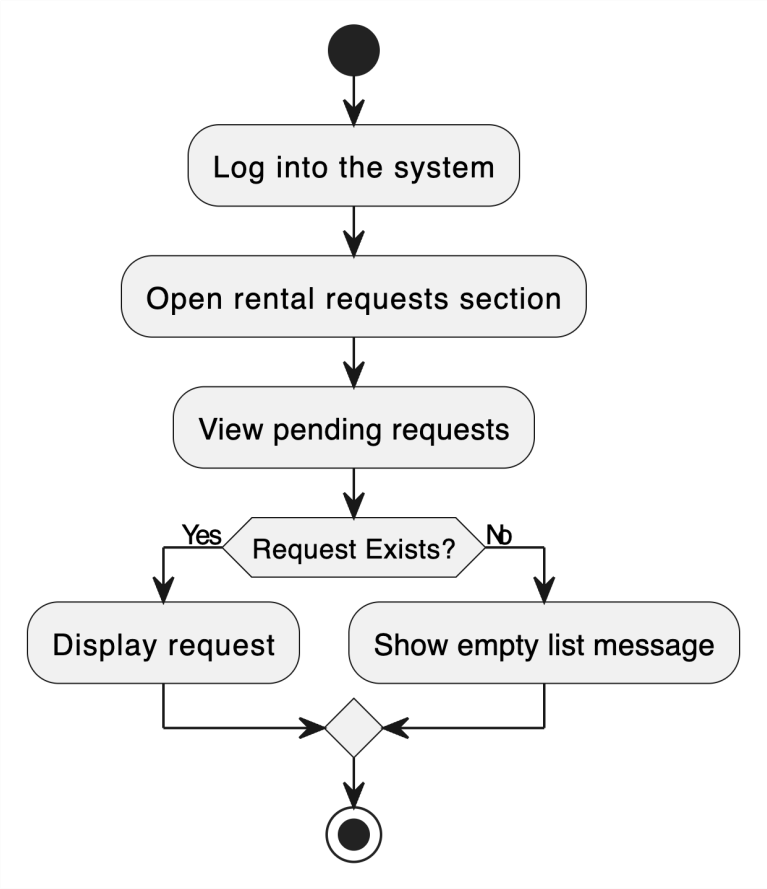 Log into the system
Open rental requests section
View pending requests
Yes
Request Exists?
No
Display request
Show empty list message